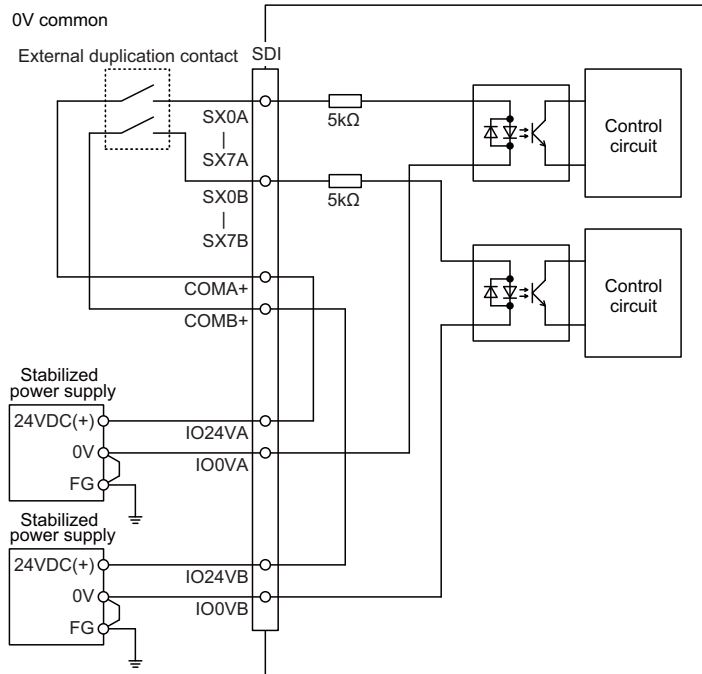 0V common
External duplication contact
SDI
SX0A
|
SX7A
5kΩ
Control
circuit
SX0B
|
SX7B
5kΩ
Control
circuit
COMA+
COMB+
Stabilized
power supply
24VDC(+)
IO24VA
0V
IO0VA
FG
Stabilized
power supply
24VDC(+)
IO24VB
0V
IO0VB
FG